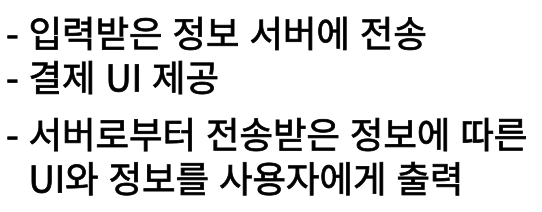 - 입력받은 정보 서버에 전송
- 결제 UI 제공
- 서버로부터 전송받은 정보에 따른
UI와 정보를 사용자에게 출력